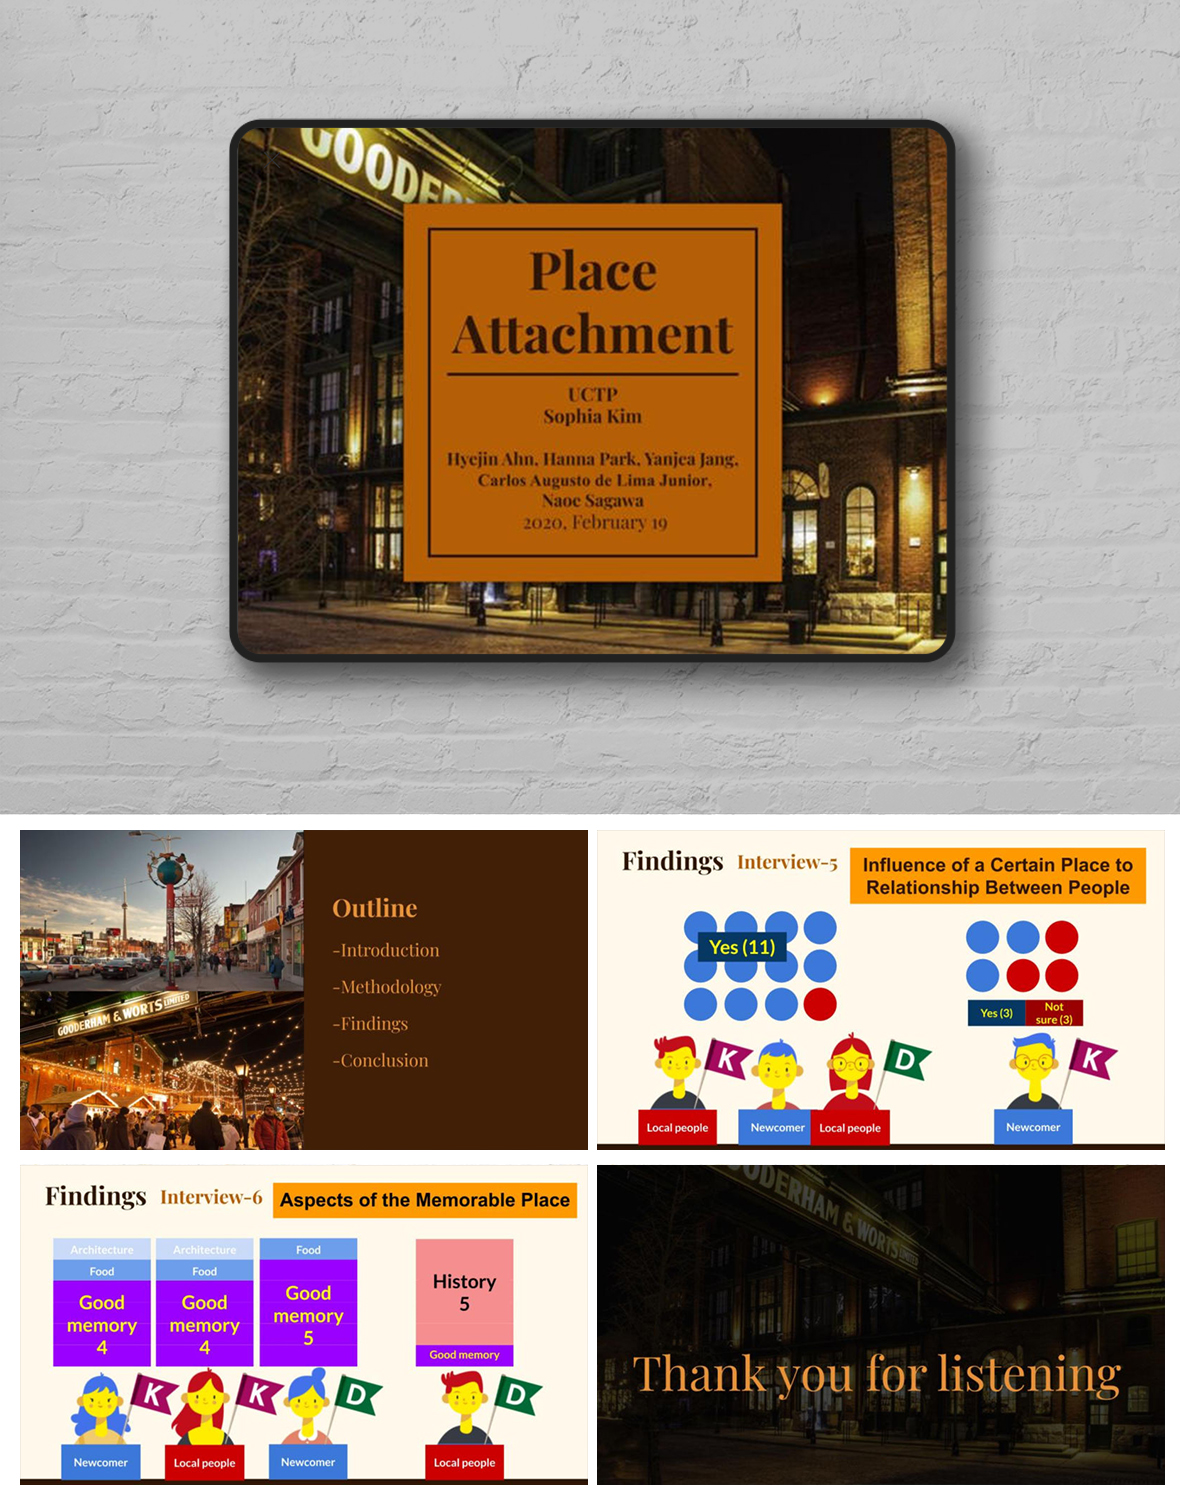 GOODER
Place
Attachment
UCTP
Sophia Kim
Hyejin Ahn, Hanna Park, Yanjea Jang,
Carlos Augusto de Lima Junior,
Naoe Sagawa
2020, February 19
GOODERHAM & WORTS LIMITED
Outline
-Introduction
-Methodology
-Findings
-Conclusion
Findings Interview-5
Influence of a Certain Place to
Relationship Between People
Yes (11)
Yes (3)
Not
sure (3)
K
D
K
Local people
Newcomer
Local people
Newcomer
Findings Interview-6
Aspects of the Memorable Place
Architecture
Food
Good
memory
4
Architecture
Food
Good
memory
4
Food
Good
memory
5
History
5
Good memory
K
K
D
D
Newcomer
Local people
Newcomer
Local people
ODERHAM & WORTS LIMITED
Thank you for listening